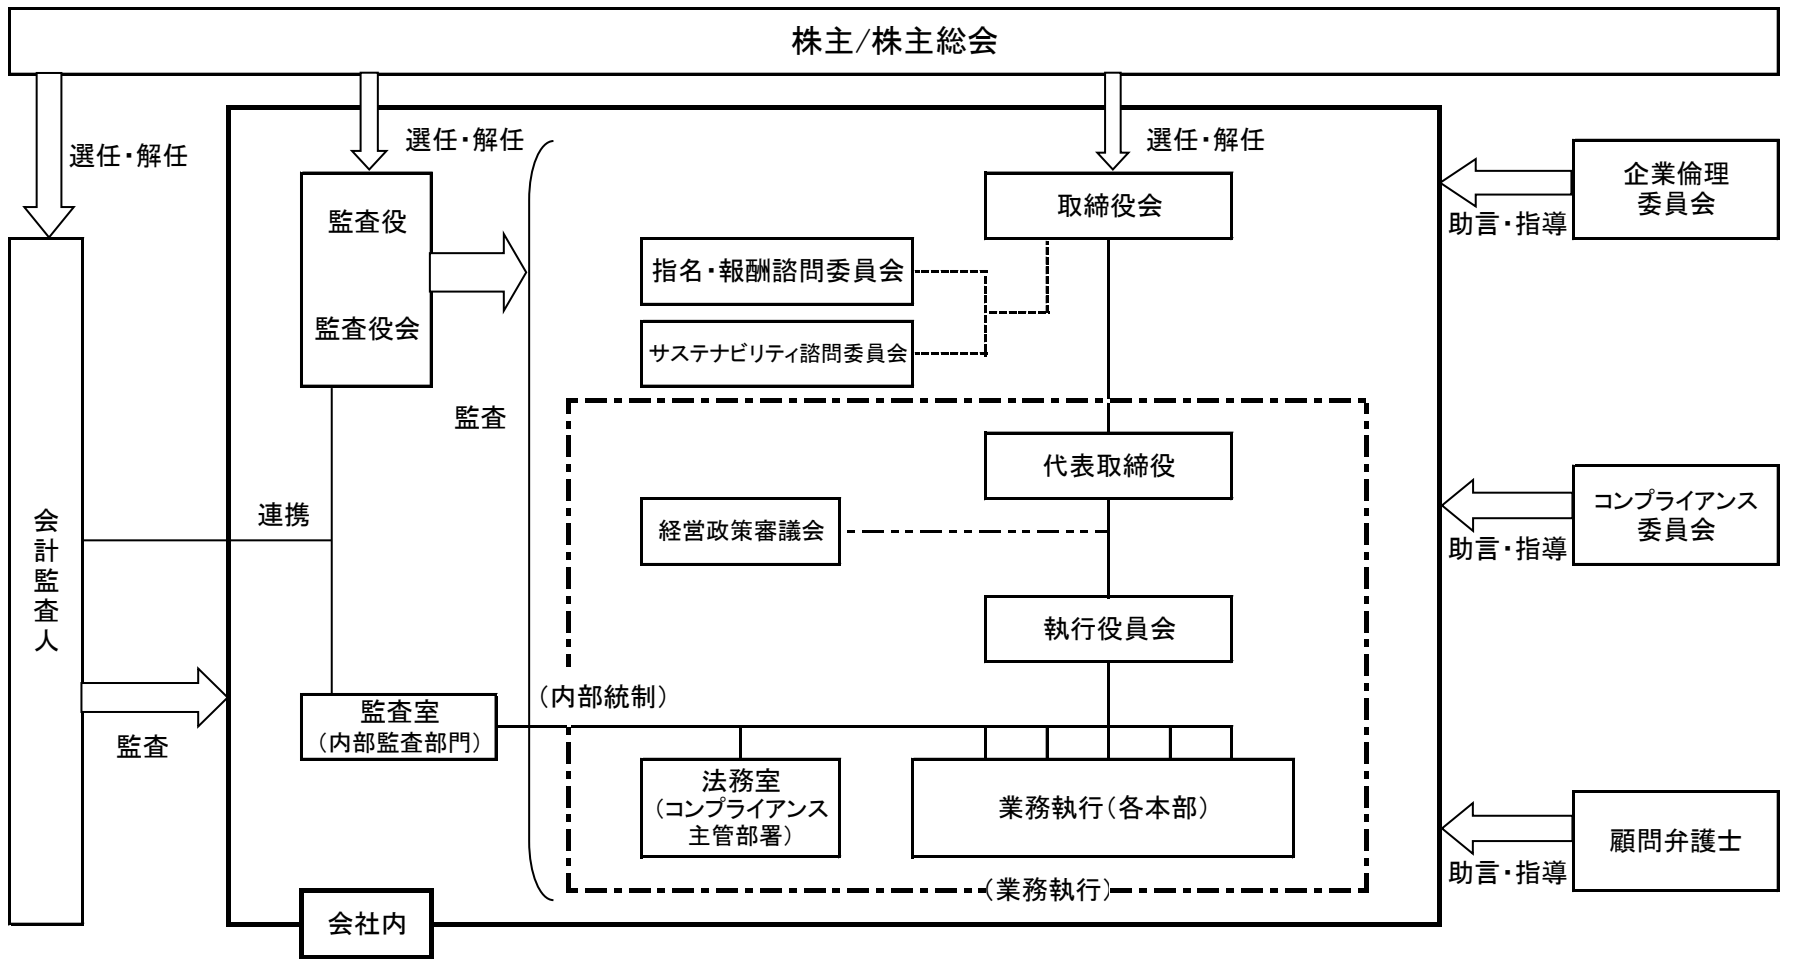 株主/株主総会
選任・解任
選任・解任
選任・解任
監査役
監査役会
取締役会
企業倫理
委員会
助言・指導
指名・報酬諮問委員会
サステナビリティ諮問委員会
監査
代表取締役
経営政策審議会
コンプライアンス
委員会
助言・指導
会計監査人
連携
執行役員会
監査
監査室
（内部監査部門）
（内部統制）
法務室
（コンプライアンス
主管部署）
業務執行（各本部）
顧問弁護士
助言・指導
（業務執行）
会社内